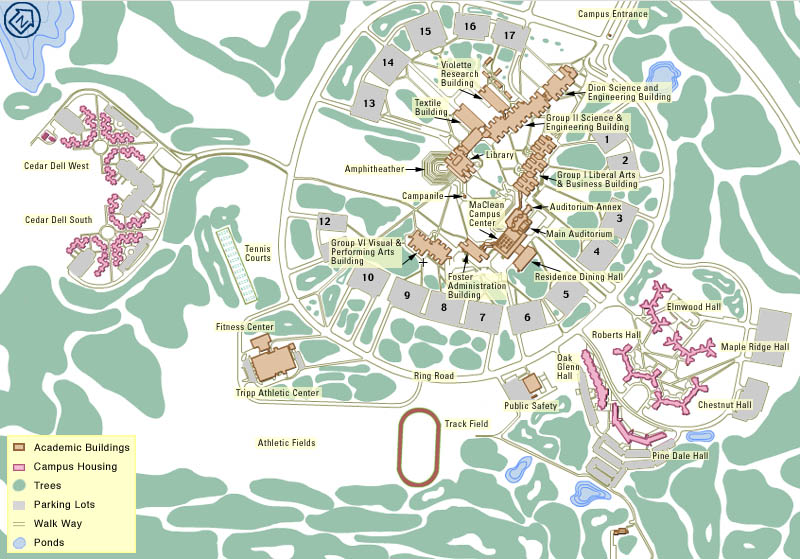 N
Campus Entrance
15
16
17
14
13
Violette
Research
Building
Textile
Building
Dion Science and
Engineering Building
Group II Science &
Engineering Building
1
2
Library
Amphitheather
Group I Liberal Arts
& Business Building
Campanile
MaClean
Campus
Center
Auditorium Annex
Main Auditorium
3
4
Cedar Dell West
Cedar Dell South
12
Tennis
Courts
Group VI Visual &
Performing Arts
Building
Foster
Administration
Building
Residence Dining Hall
10
9
8
7
6
5
Elmwood Hall
Roberts Hall
Maple Ridge Hall
Fitness Center
Oak
Glenn
Hall
Ring Road
Tripp Athletic Center
Public Safety
Chestnut Hall
Track Field
Athletic Fields
Pine Dale Hall
Academic Buildings
Campus Housing
Trees
Parking Lots
Walk Way
Ponds